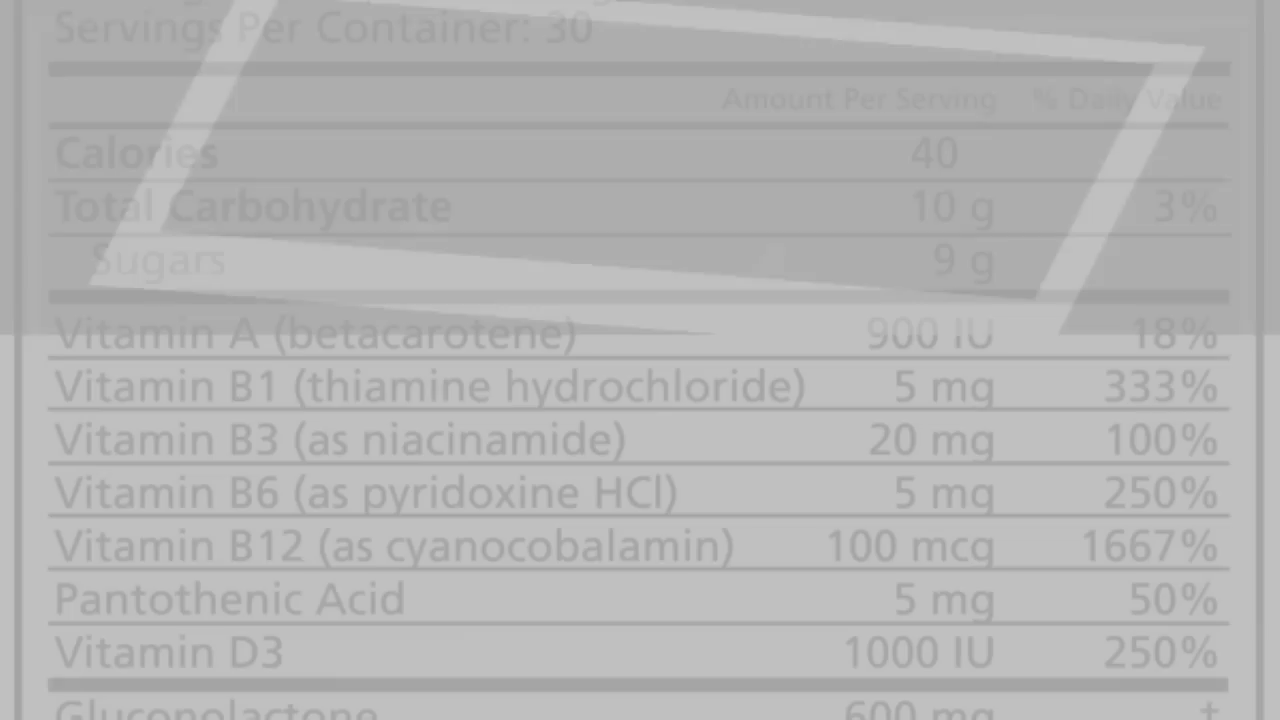 Servings Per Container: 30
Amount Per Serving % Daily Value
Calories 40
Total Carbohydrate 10 g 3%
Sugars 9 g
Vitamin A (betacarotene) 900 IU 18%
Vitamin B1 (thiamine hydrochloride) 5 mg 333%
Vitamin B3 (as niacinamide) 20 mg 100%
Vitamin B6 (as pyridoxine HCl) 5 mg 250%
Vitamin B12 (as cyanocobalamin) 100 mcg 1667%
Pantothenic Acid 5 mg 50%
Vitamin D3 1000 IU 250%
Gluconolactone 600 mg †